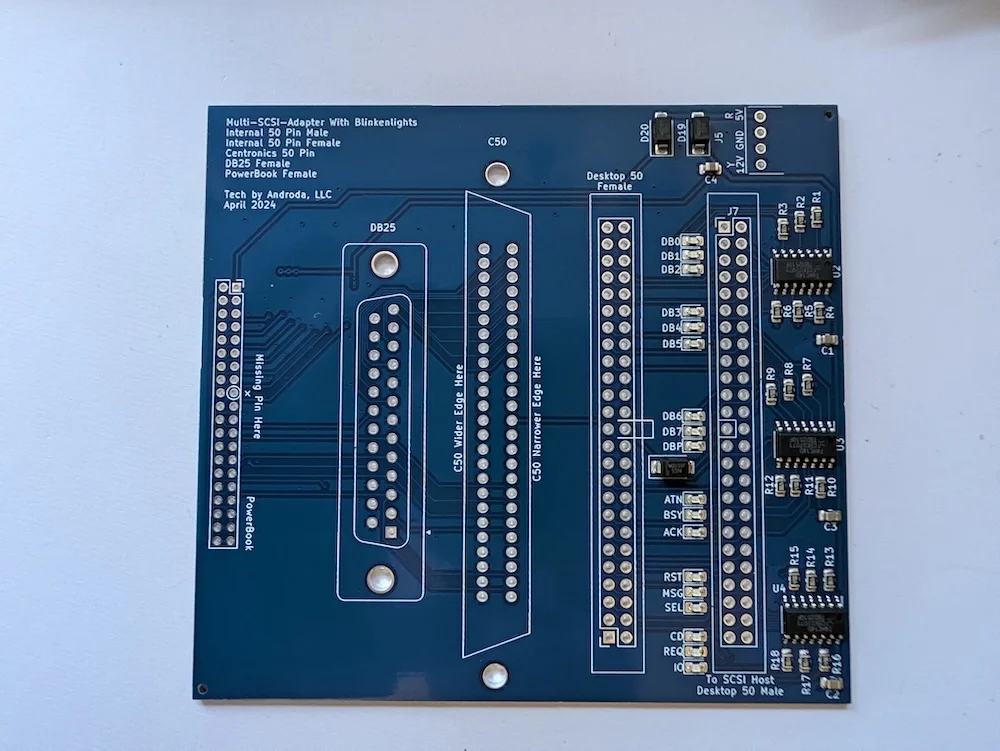 Multi-SCSI-Adapter With Blinkenlights
Internal 50 Pin Male
Internal 50 Pin Female
Centronics 50 Pin
DB25 Female
PowerBook Female
Tech by Androda, LLC
April 2024
C50
DB25
Desktop 50
Female
D20
D19
J5
R 5V
GND
Y 12V
C4
J7
R3
R2
R1
U2
R6
R5
R4
C1
R9
R8
R7
U3
R12
R11
R10
C3
R15
R14
R13
U4
R18
R17
R16
C2
DB0
DB1
DB2
DB3
DB4
DB5
DB6
DB7
DBP
ATN
BSY
ACK
RST
MSG
SEL
CD
REQ
IO
Missing Pin Here
x
PowerBook
C50 Wider Edge Here
C50 Narrower Edge Here
To SCSI Host
Desktop 50 Male